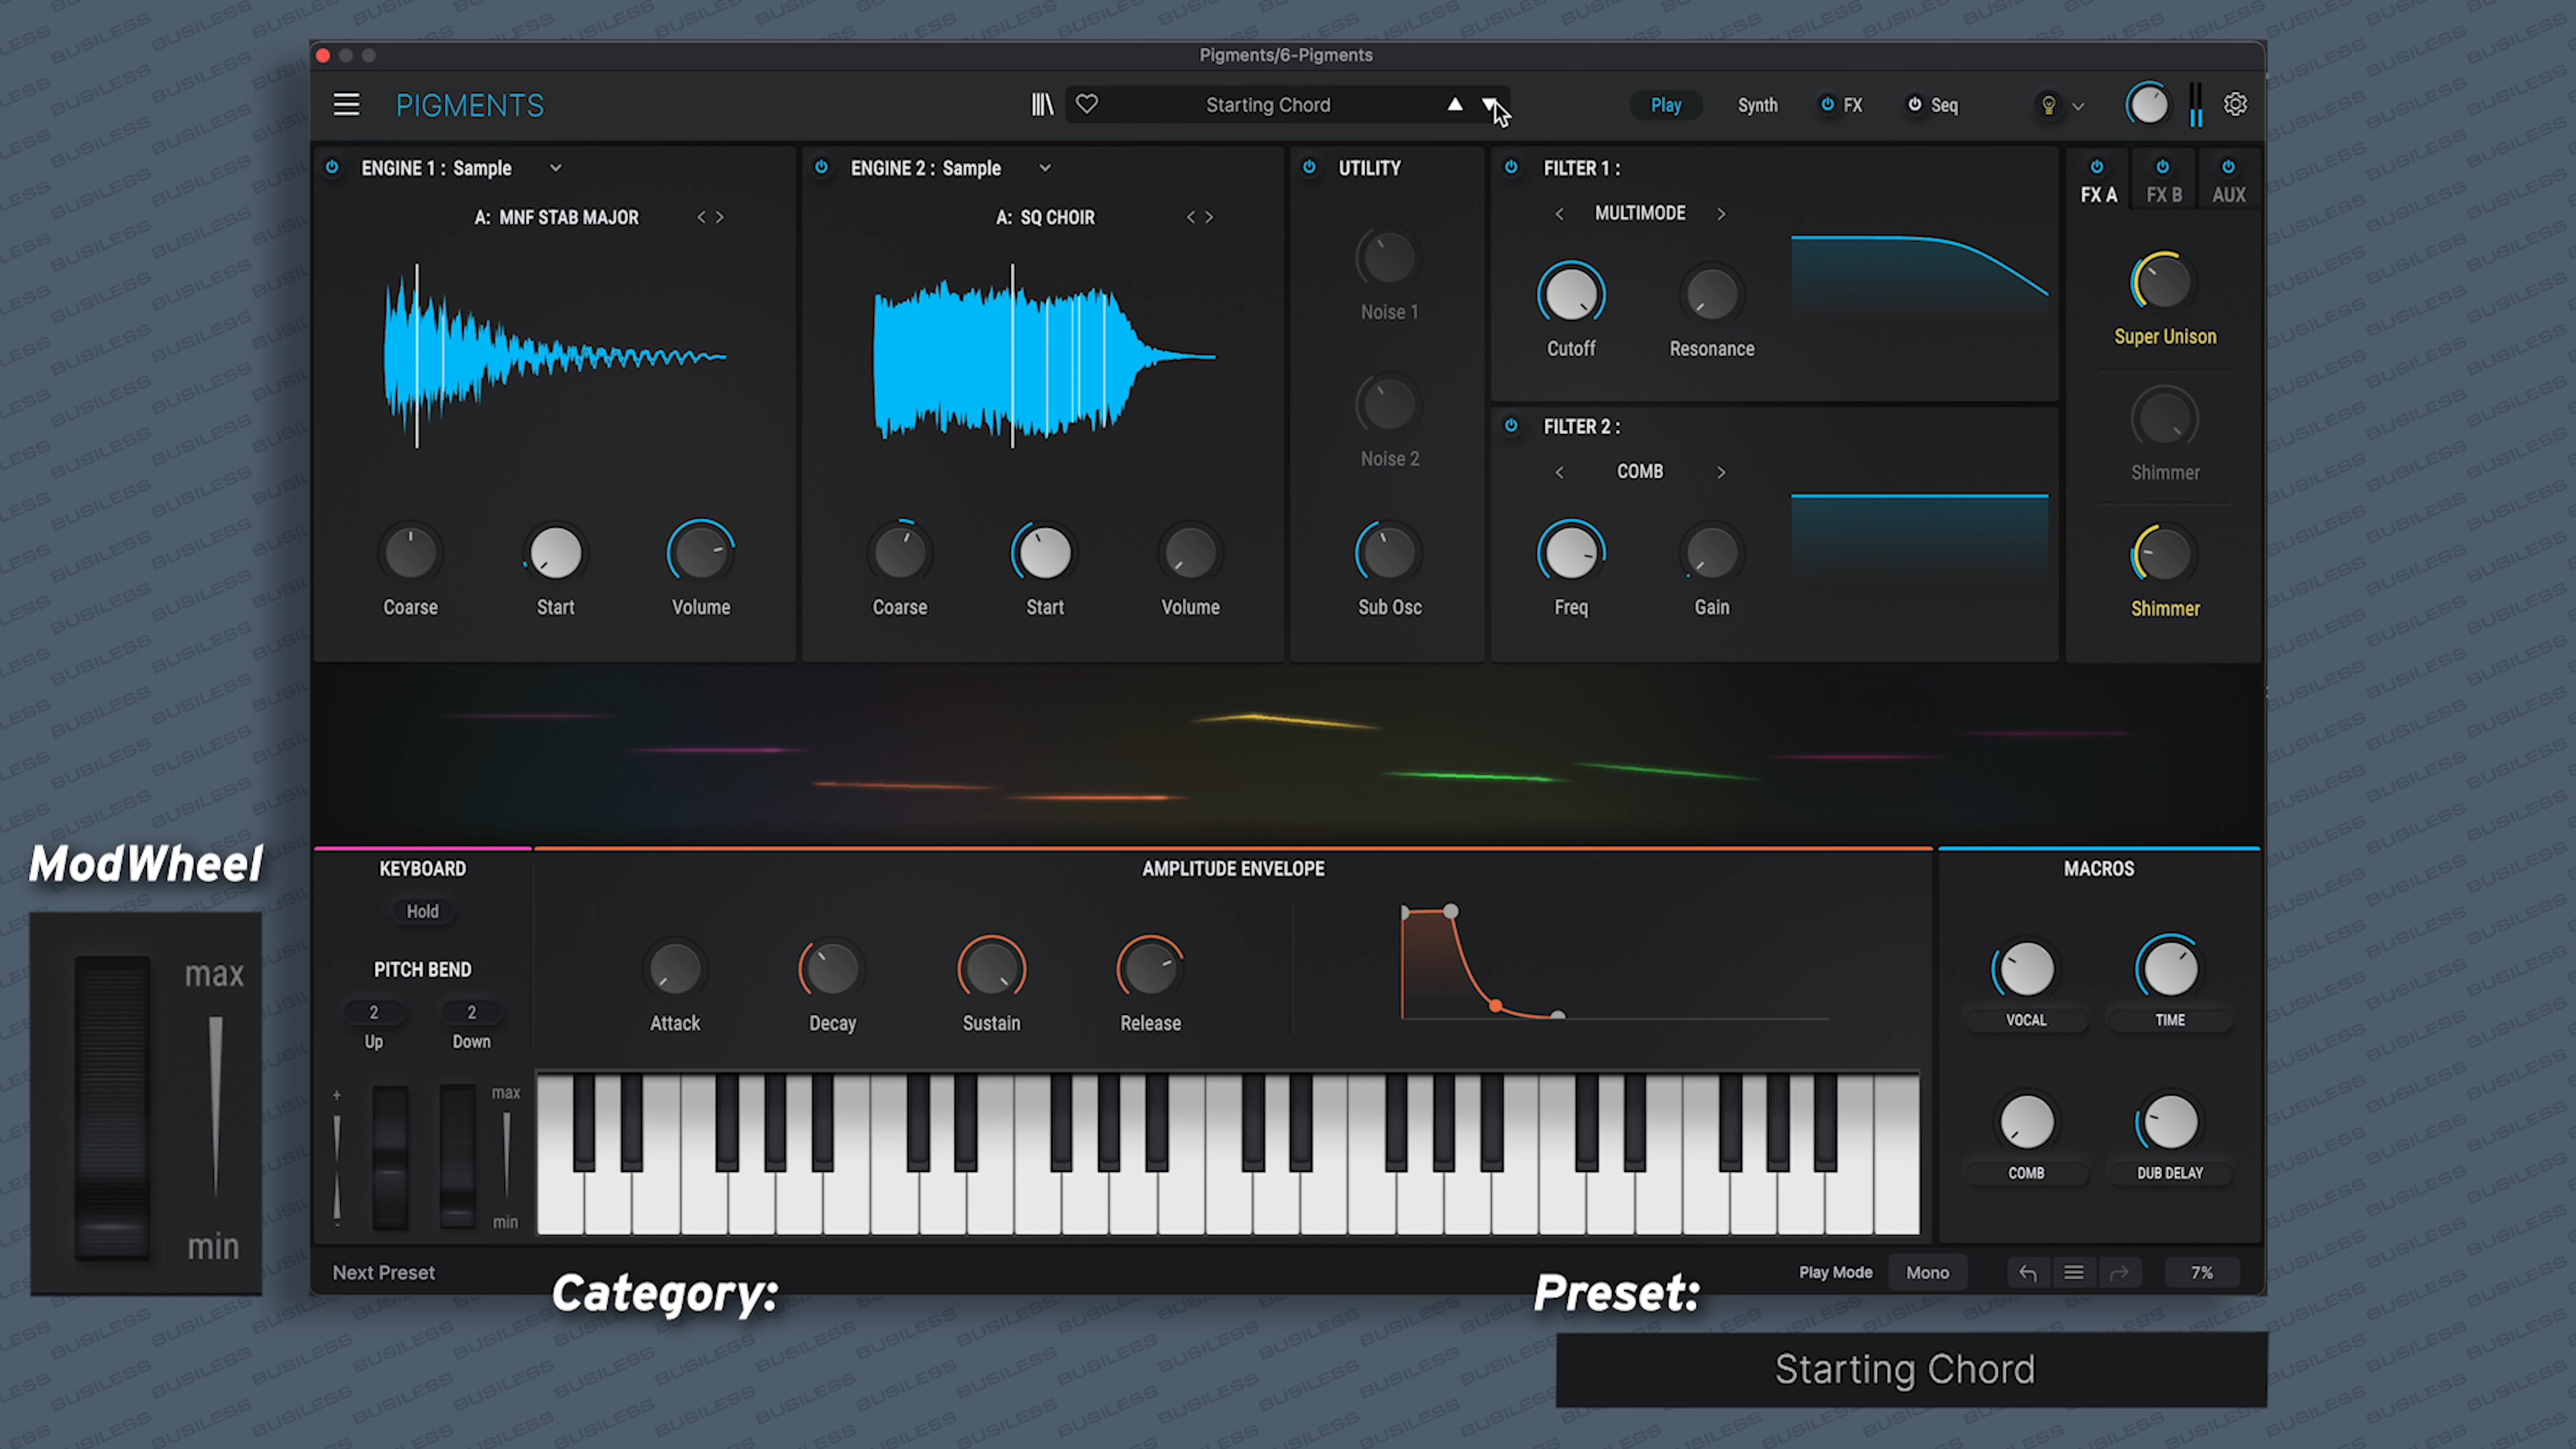 Pigments/6-Pigments
PIGMENTS
Starting Chord
Play Synth FX Seq
ENGINE 1 : Sample
A: MNF STAB MAJOR
Coarse Start Volume
ENGINE 2 : Sample
A: SQ CHOIR
Coarse Start Volume
UTILITY
Noise 1
Noise 2
Sub Osc
FILTER 1 :
MULTIMODE
Cutoff Resonance
FILTER 2 :
COMB
Freq Gain
FX A FX B AUX
Super Unison
Shimmer
Shimmer
ModWheel
max
min
KEYBOARD
Hold
PITCH BEND
2 2
Up Down
+ max
- min
AMPLITUDE ENVELOPE
Attack Decay Sustain Release
MACROS
VOCAL TIME
COMB DUB DELAY
Next Preset
Play Mode Mono 7%
Category:
Preset:
Starting Chord
BUSILESS